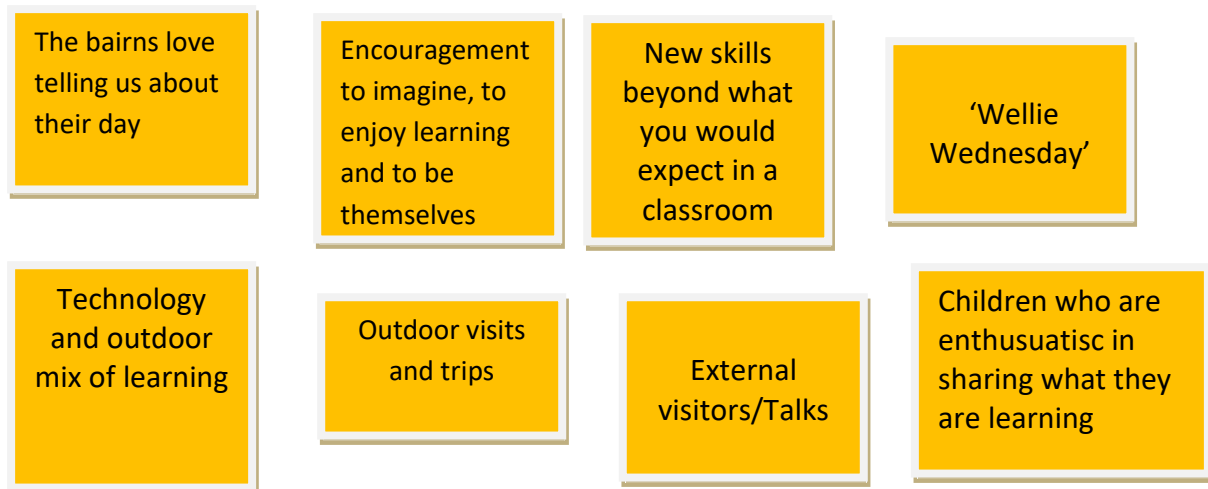 The bairns love
telling us about
their day
Encouragement
to imagine, to
enjoy learning
and to be
themselves
New skills
beyond what
you would
expect in a
classroom
‘Wellie
Wednesday’
Technology
and outdoor
mix of learning
Outdoor visits
and trips
External
visitors/Talks
Children who are
enthusuatisc in
sharing what they
are learning